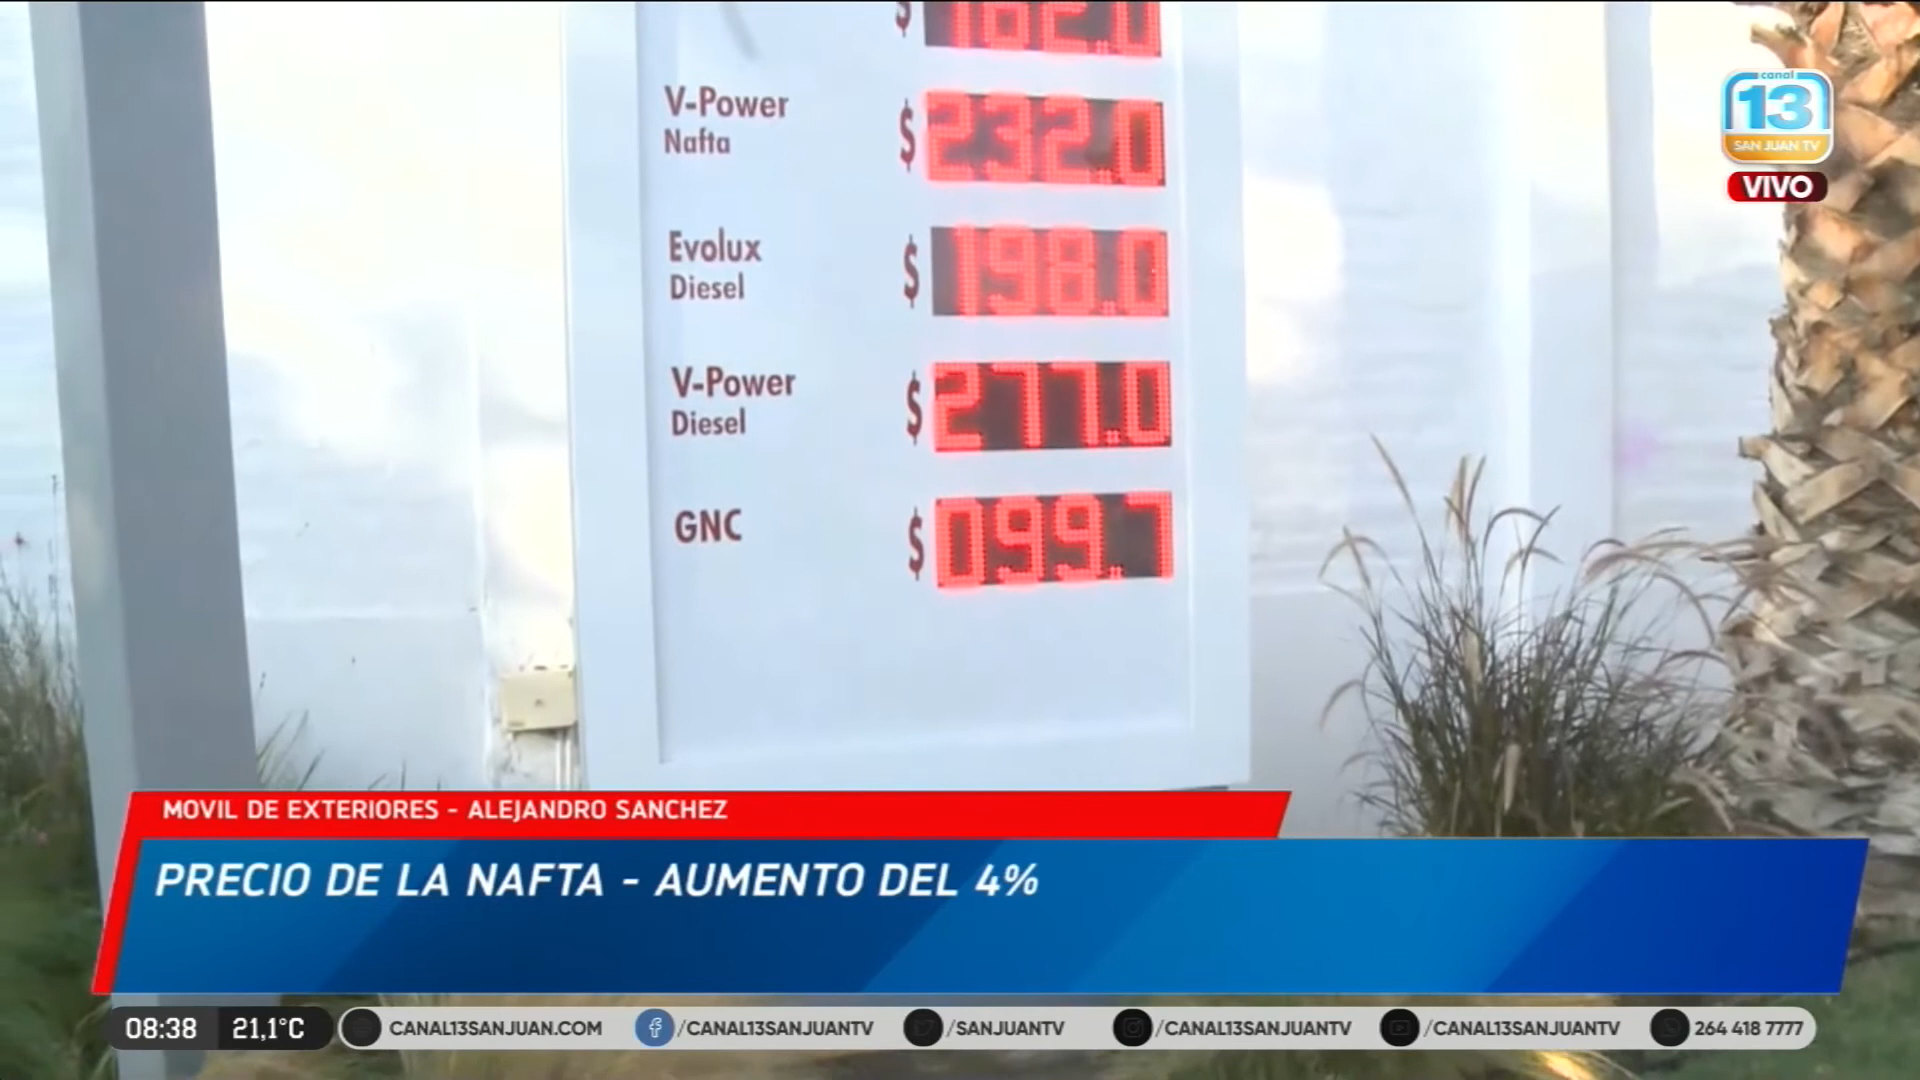 $ 182.0
V-Power
Nafta
$ 232.0
Evolux
Diesel
$ 198.0
V-Power
Diesel
$ 277.0
GNC
$ 099.7
canal
13
SAN JUAN TV
VIVO
MOVIL DE EXTERIORES - ALEJANDRO SANCHEZ
PRECIO DE LA NAFTA - AUMENTO DEL 4%
08:38 21,1°C CANAL13SANJUAN.COM f /CANAL13SANJUANTV /SANJUANTV /CANAL13SANJUANTV /CANAL13SANJUANTV 264 418 7777